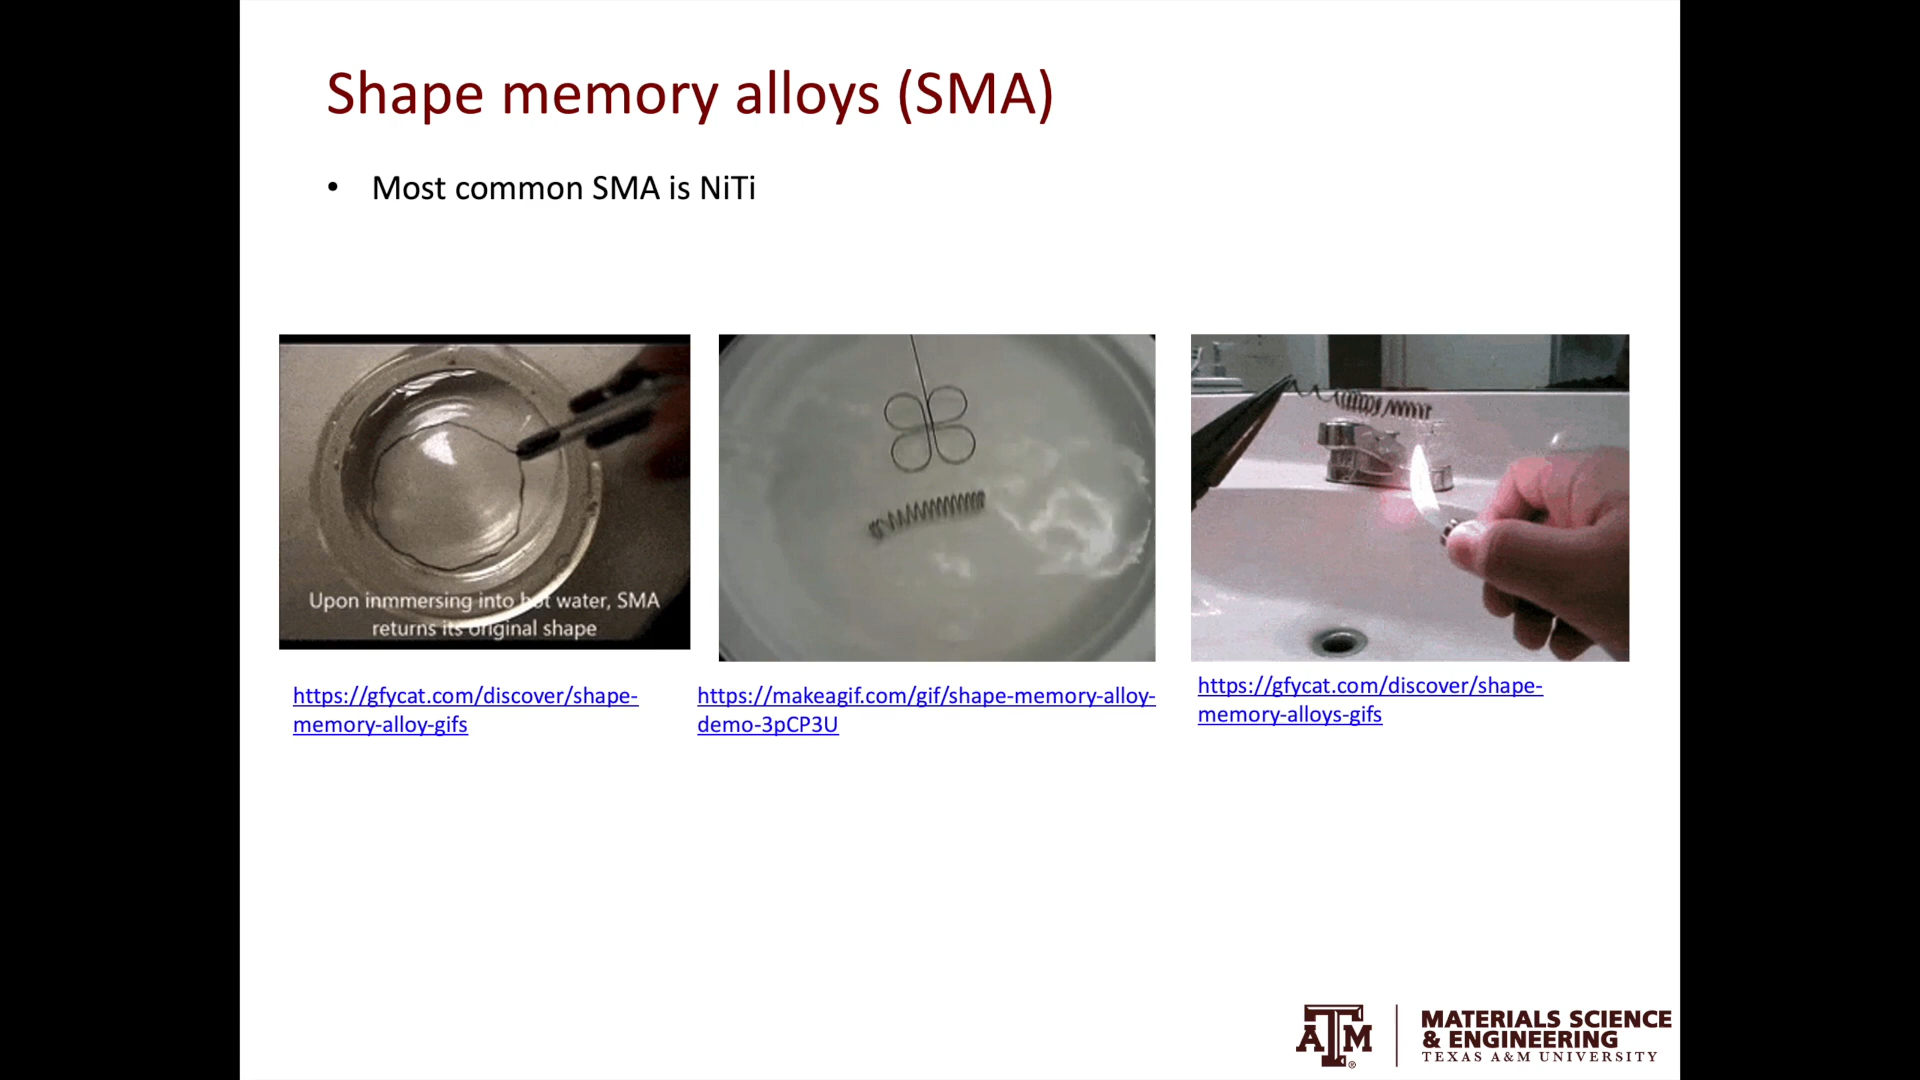 Shape memory alloys (SMA)
• Most common SMA is NiTi
Upon inmmersing into hot water, SMA
returns its original shape
https://gfycat.com/discover/shape-
memory-alloy-gifs
https://makeagif.com/gif/shape-memory-alloy-
demo-3pCP3U
https://gfycat.com/discover/shape-
memory-alloys-gifs
ATM®
MATERIALS SCIENCE
& ENGINEERING
TEXAS A&M UNIVERSITY